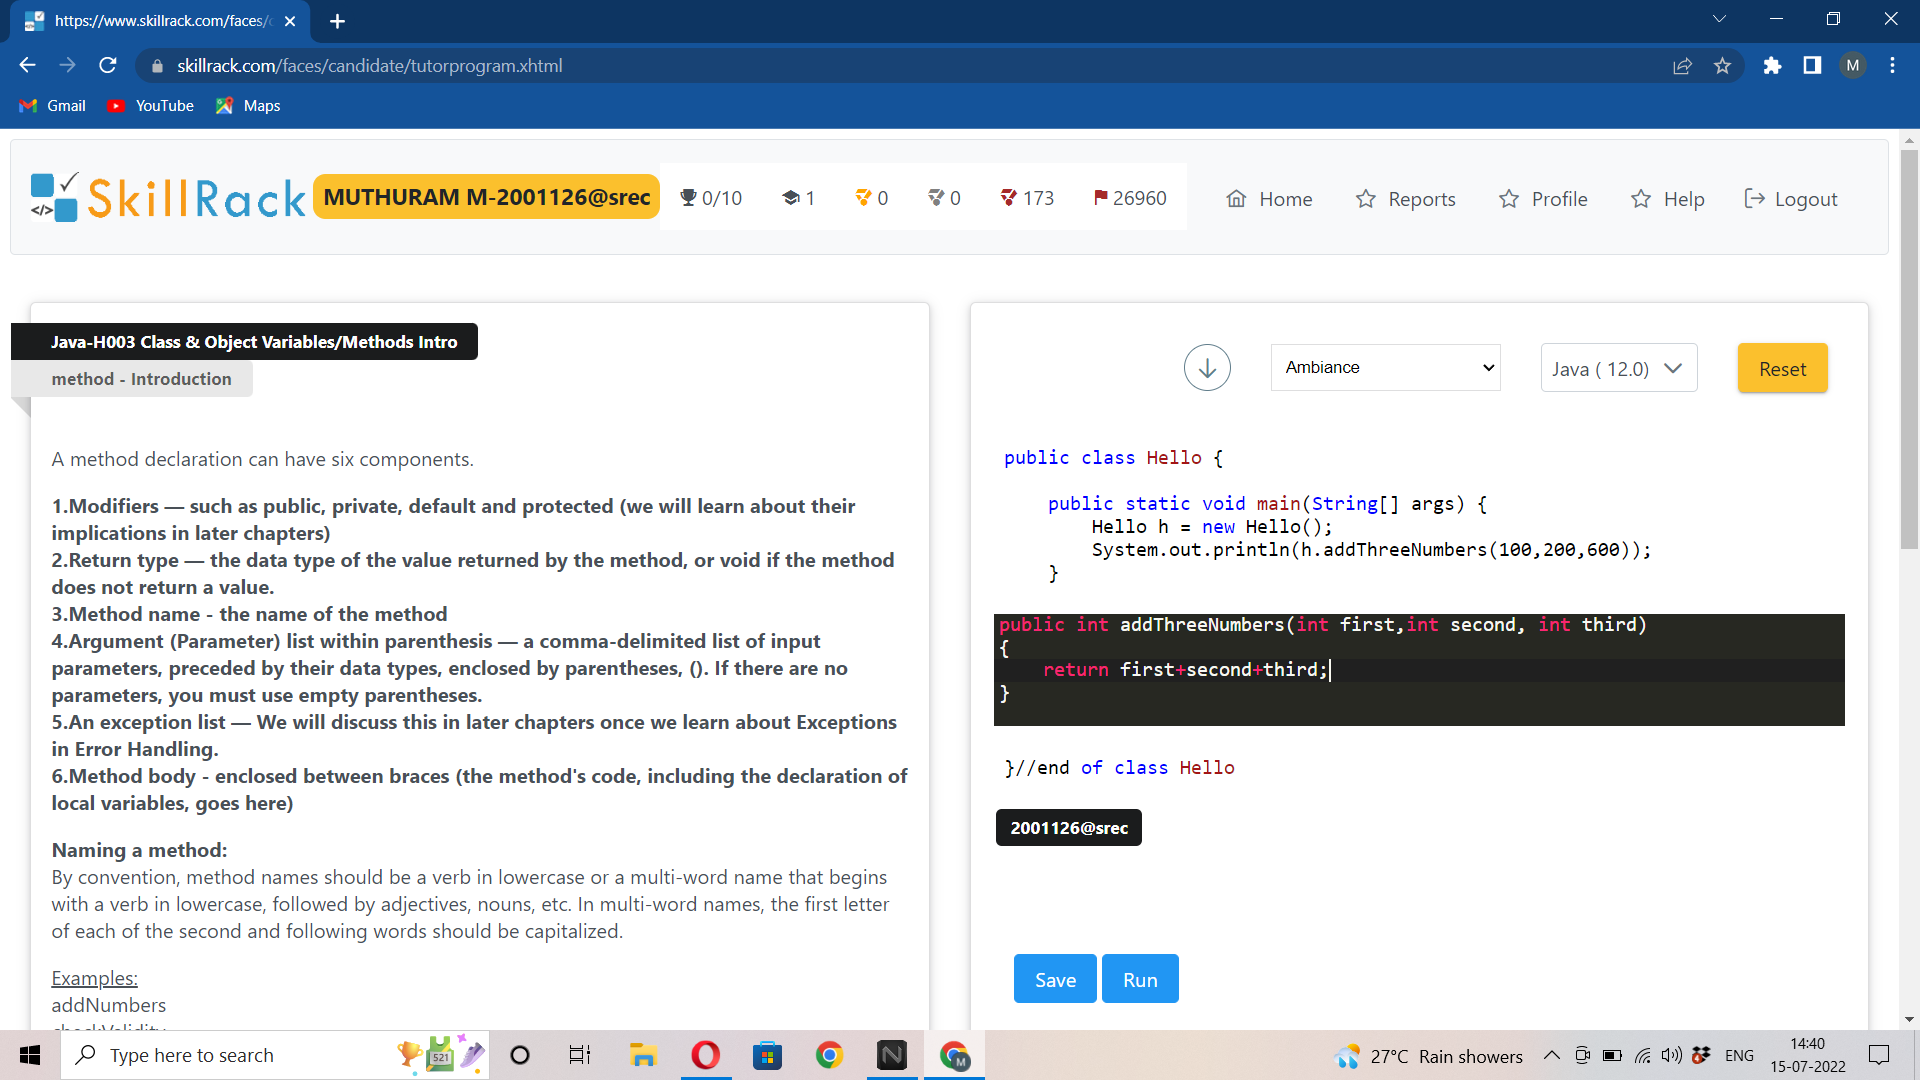 https://www.skillrack.com/faces/c
skillrack.com/faces/candidate/tutorprogram.xhtml
M
Gmail
YouTube
Maps
SkillRack
MUTHURAM M-2001126@srec
0/10
1
0
0
173
26960
Home
Reports
Profile
Help
Logout
Java-H003 Class & Object Variables/Methods Intro
method - Introduction
A method declaration can have six components.
1.Modifiers — such as public, private, default and protected (we will learn about their
implications in later chapters)
2.Return type — the data type of the value returned by the method, or void if the method
does not return a value.
3.Method name - the name of the method
4.Argument (Parameter) list within parenthesis — a comma-delimited list of input
parameters, preceded by their data types, enclosed by parentheses, (). If there are no
parameters, you must use empty parentheses.
5.An exception list — We will discuss this in later chapters once we learn about Exceptions
in Error Handling.
6.Method body - enclosed between braces (the method's code, including the declaration of
local variables, goes here)
Naming a method:
By convention, method names should be a verb in lowercase or a multi-word name that begins
with a verb in lowercase, followed by adjectives, nouns, etc. In multi-word names, the first letter
of each of the second and following words should be capitalized.
Examples:
addNumbers
checkValidity
Ambiance
Java ( 12.0)
Reset
public class Hello {
public static void main(String[] args) {
Hello h = new Hello();
System.out.println(h.addThreeNumbers(100,200,600));
}
public int addThreeNumbers(int first,int second, int third)
{
return first+second+third;
}
}//end of class Hello
2001126@srec
Save
Run
Type here to search
521
M
27°C Rain showers
ENG
14:40
15-07-2022